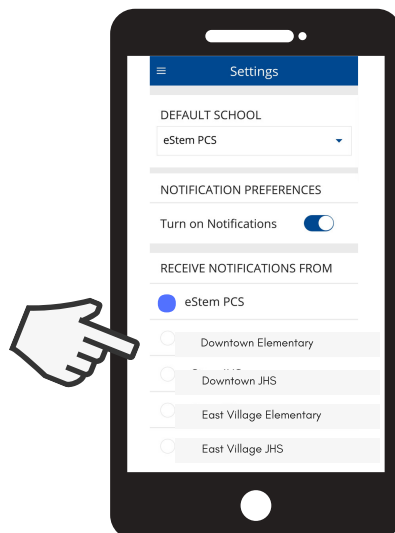 Settings
DEFAULT SCHOOL
eStem PCS
NOTIFICATION PREFERENCES
Turn on Notifications
RECEIVE NOTIFICATIONS FROM
eStem PCS
Downtown Elementary
Downtown JHS
East Village Elementary
East Village JHS